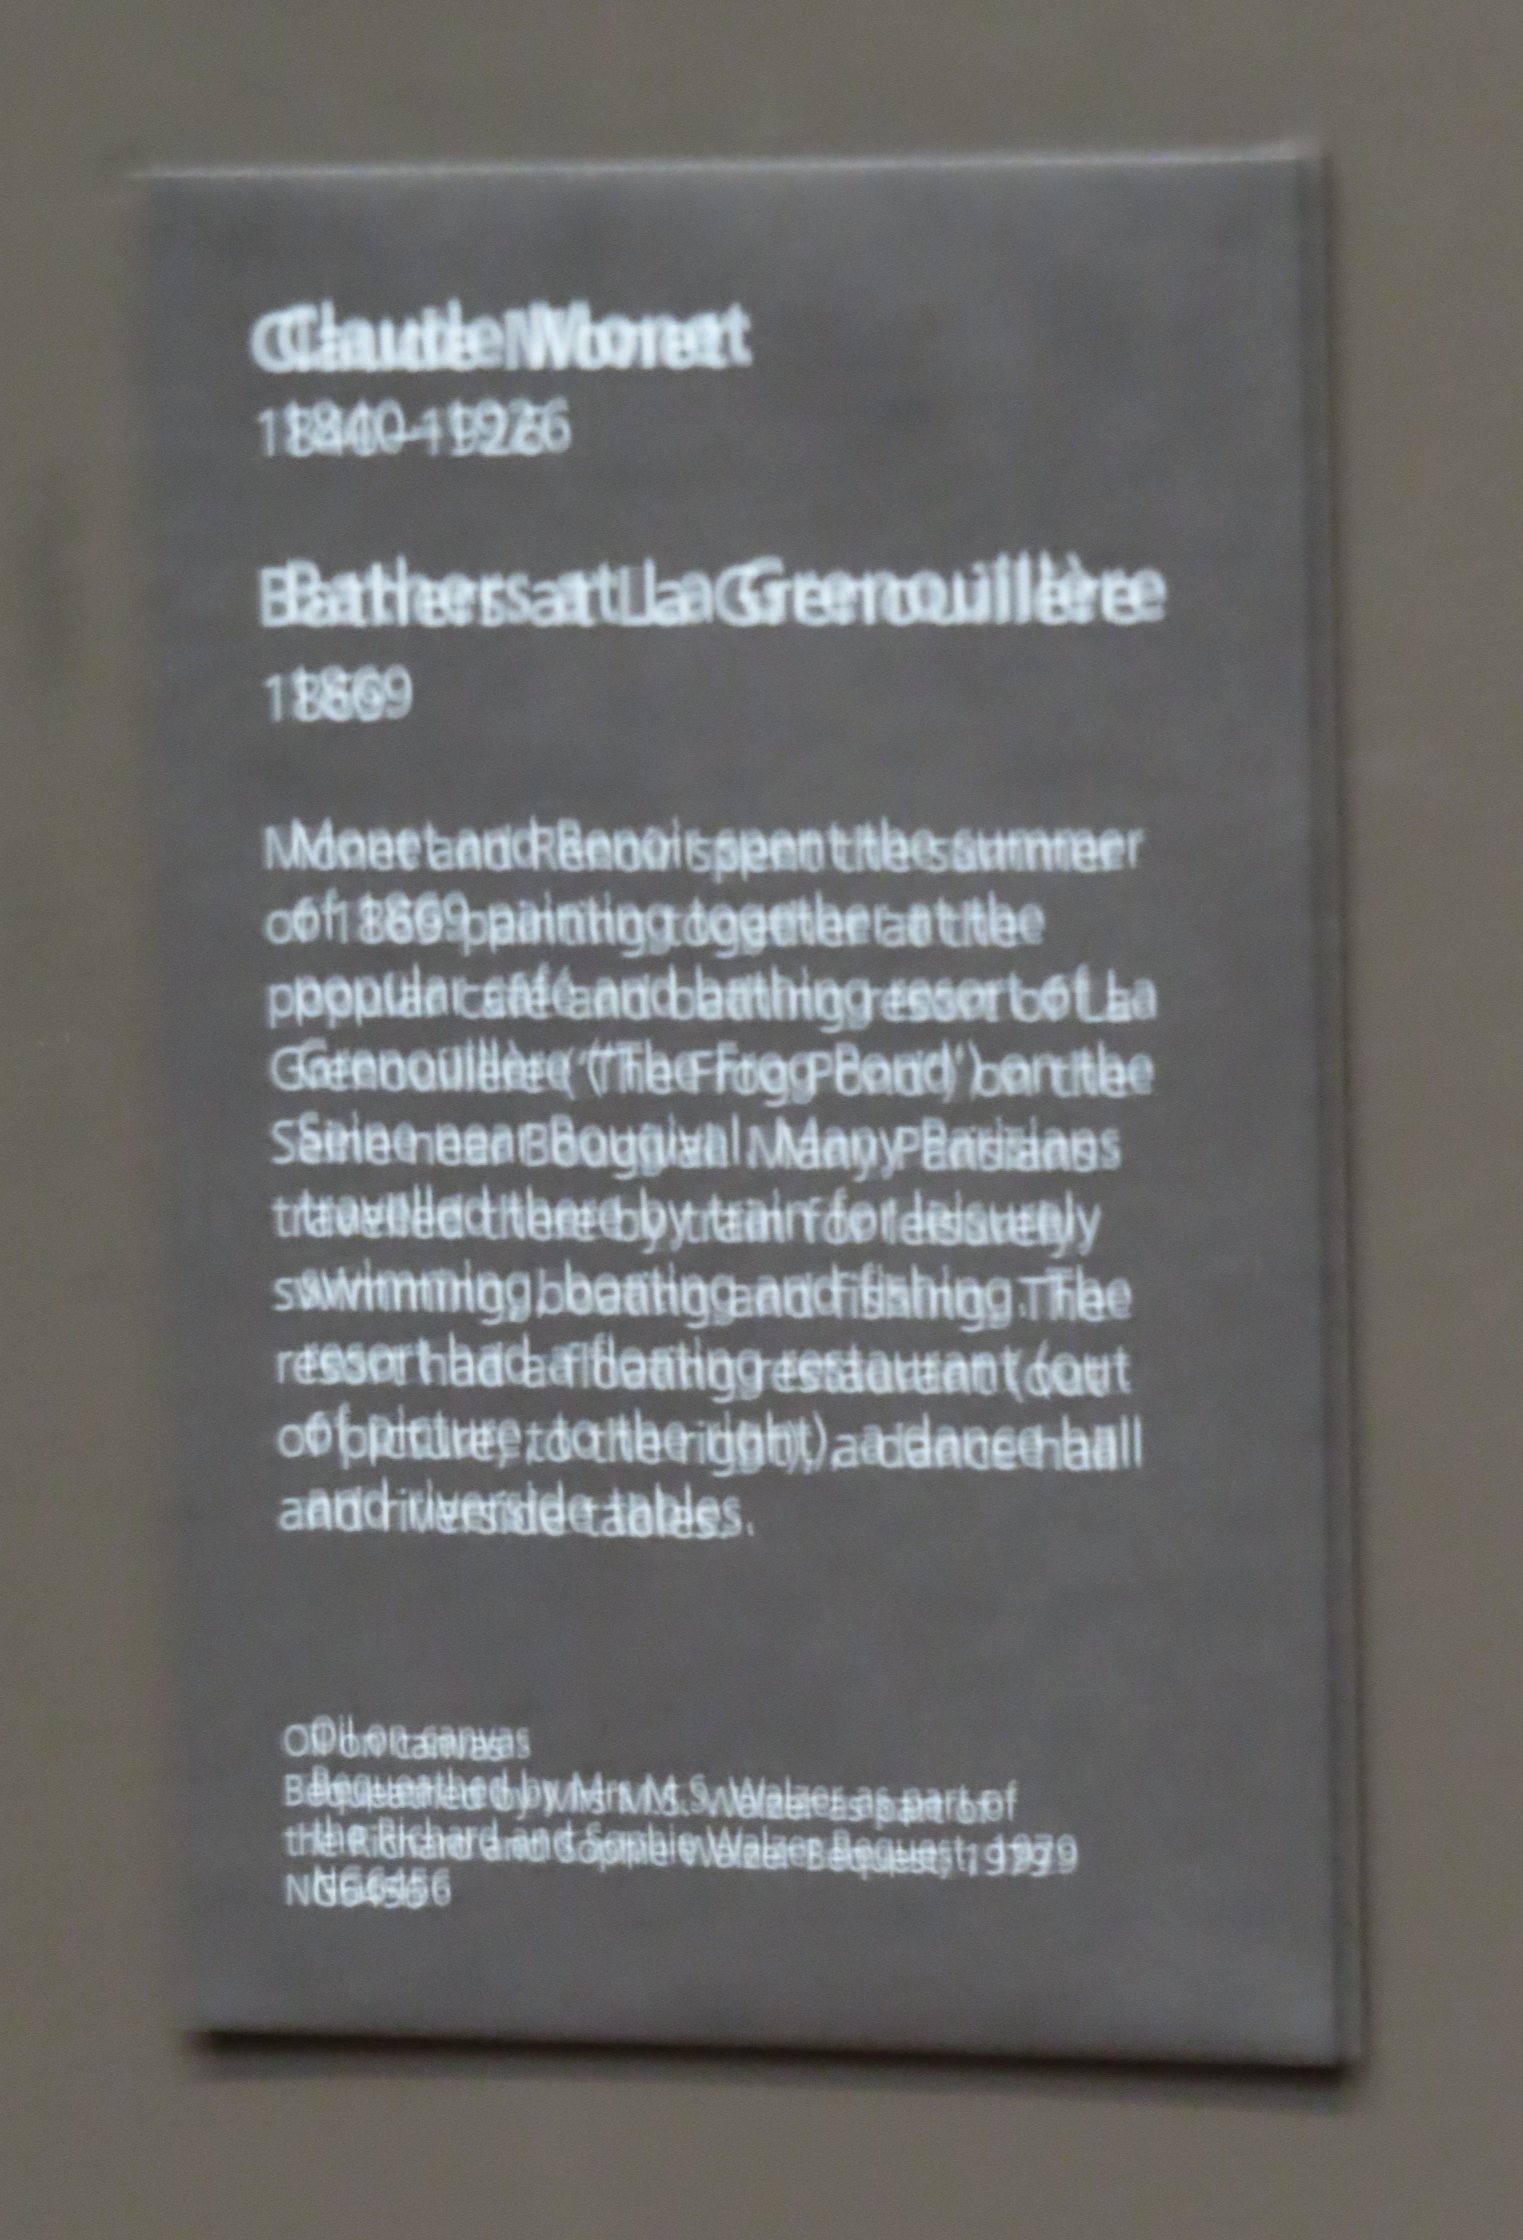 Claude Monet
1840–1926
Bathers at La Grenouillère
1869
Monet and Renoir spent the summer
of 1869 painting together at the
popular café and bathing resort of La
Grenouillère (‘The Frog Pond’) on the
Seine near Bougival. Many Parisians
travelled there by train for leisurely
swimming, boating and fishing. The
resort had a floating restaurant (out
of picture, to the right), a dance hall
and riverside tables.
Oil on canvas
Bequeathed by Mrs M.S. Walzer as part of
the Richard and Sophie Walzer Bequest, 1979
NG6456